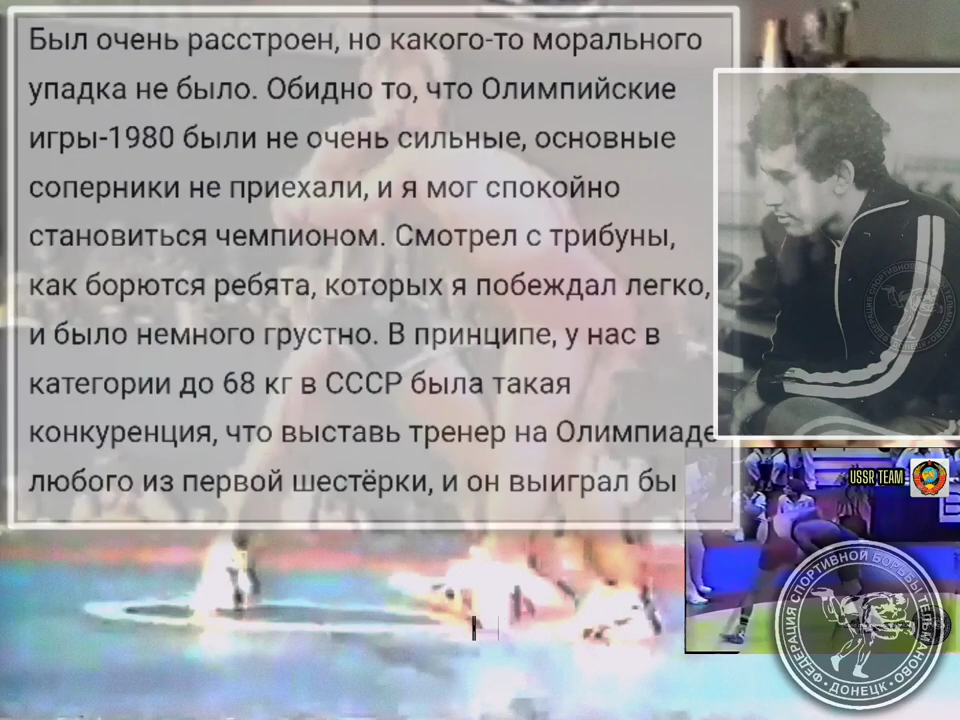 Был очень расстроен, но какого-то морального
упадка не было. Обидно то, что Олимпийские
игры-1980 были не очень сильные, основные
соперники не приехали, и я мог спокойно
становиться чемпионом. Смотрел с трибуны,
как борются ребята, которых я побеждал легко,
и было немного грустно. В принципе, у нас в
категории до 68 кг в СССР была такая
конкуренция, что выставь тренер на Олимпиаде
любого из первой шестёрки, и он выиграл бы
USSR TEAM
ФЕДЕРАЦИЯ СПОРТИВНОЙ БОРЬБЫ ТЕЛЬМАНОВО
ДОНЕЦК